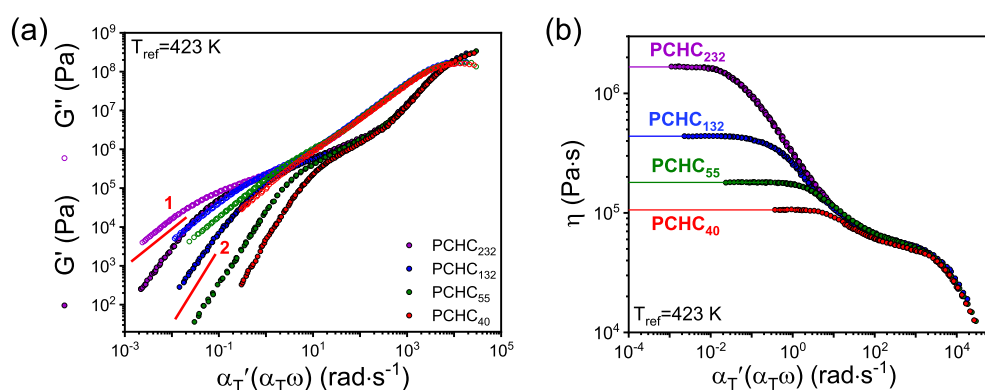 (a)
T_ref=423 K
G' (Pa) G'' (Pa)
10⁹
10⁸
10⁷
10⁶
10⁵
10⁴
10³
10²
1
2
PCHC₂₃₂
PCHC₁₃₂
PCHC₅₅
PCHC₄₀
10⁻³ 10⁻¹ 10¹ 10³ 10⁵
α_T'(α_Tω) (rad·s⁻¹)
(b)
η (Pa·s)
10⁶
10⁵
10⁴
PCHC₂₃₂
PCHC₁₃₂
PCHC₅₅
PCHC₄₀
T_ref=423 K
10⁻⁴ 10⁻² 10⁰ 10² 10⁴
α_T'(α_Tω) (rad·s⁻¹)